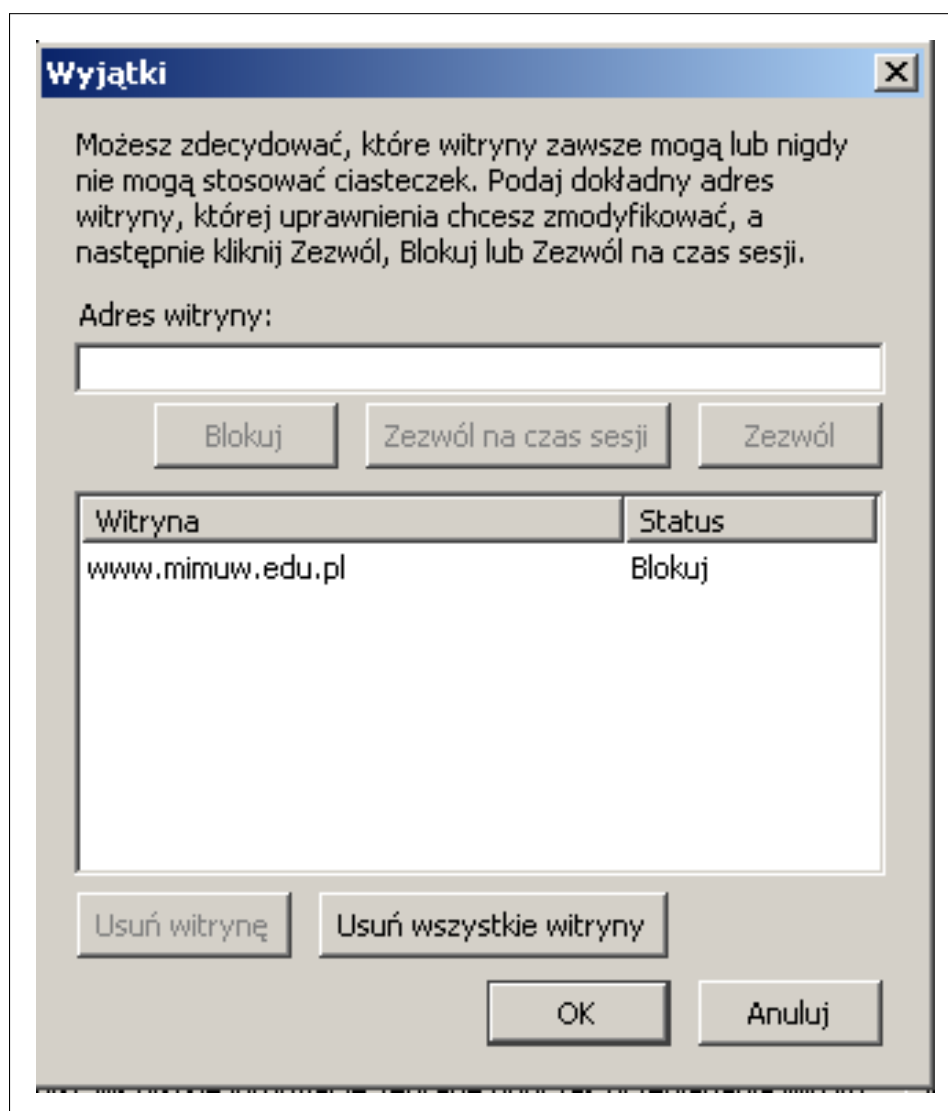 Wyjątki
Możesz zdecydować, które witryny zawsze mogą lub nigdy
nie mogą stosować ciasteczek. Podaj dokładny adres
witryny, której uprawnienia chcesz zmodyfikować, a
następnie kliknij Zezwól, Blokuj lub Zezwól na czas sesji.
Adres witryny:
Blokuj Zezwól na czas sesji Zezwól
Witryna Status
www.mimuw.edu.pl Blokuj
Usuń witrynę Usuń wszystkie witryny
OK Anuluj